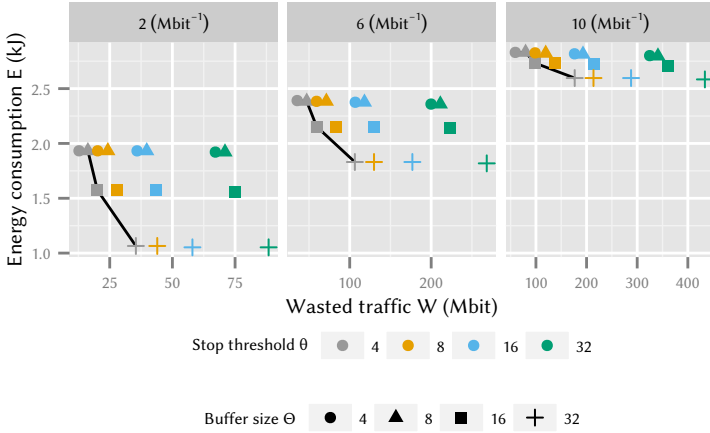 2 (Mbit⁻¹) 6 (Mbit⁻¹) 10 (Mbit⁻¹)
Energy consumption E (kJ)
2.5
2.0
1.5
1.0
25 50 75 100 200 100 200 300 400
Wasted traffic W (Mbit)
Stop threshold θ 4 8 16 32
Buffer size Θ 4 8 16 32